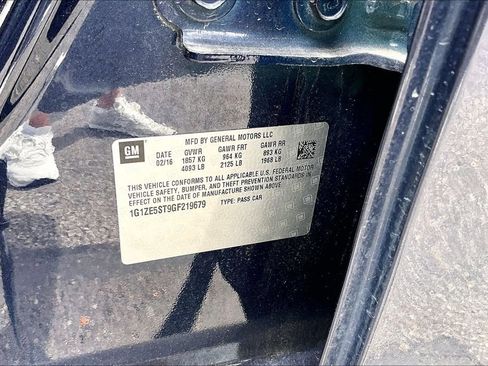 GM
MFD BY GENERAL MOTORS LLC
DATE GVWR GAWR FRT GAWR RR
02/16 1857 KG 964 KG 893 KG
4093 LB 2125 LB 1968 LB
THIS VEHICLE CONFORMS TO ALL APPLICABLE U.S. FEDERAL MOTOR
VEHICLE SAFETY, BUMPER, AND THEFT PREVENTION STANDARDS IN
EFFECT ON THE DATE OF MANUFACTURE SHOWN ABOVE.
1G1ZE5ST9GF219679 TYPE: PASS CAR